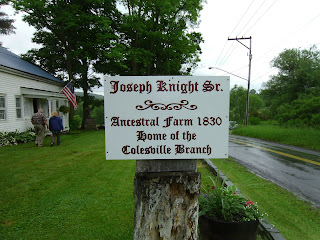 Joseph Knight Sr.
Ancestral Farm 1830
Home of the
Colesville Branch